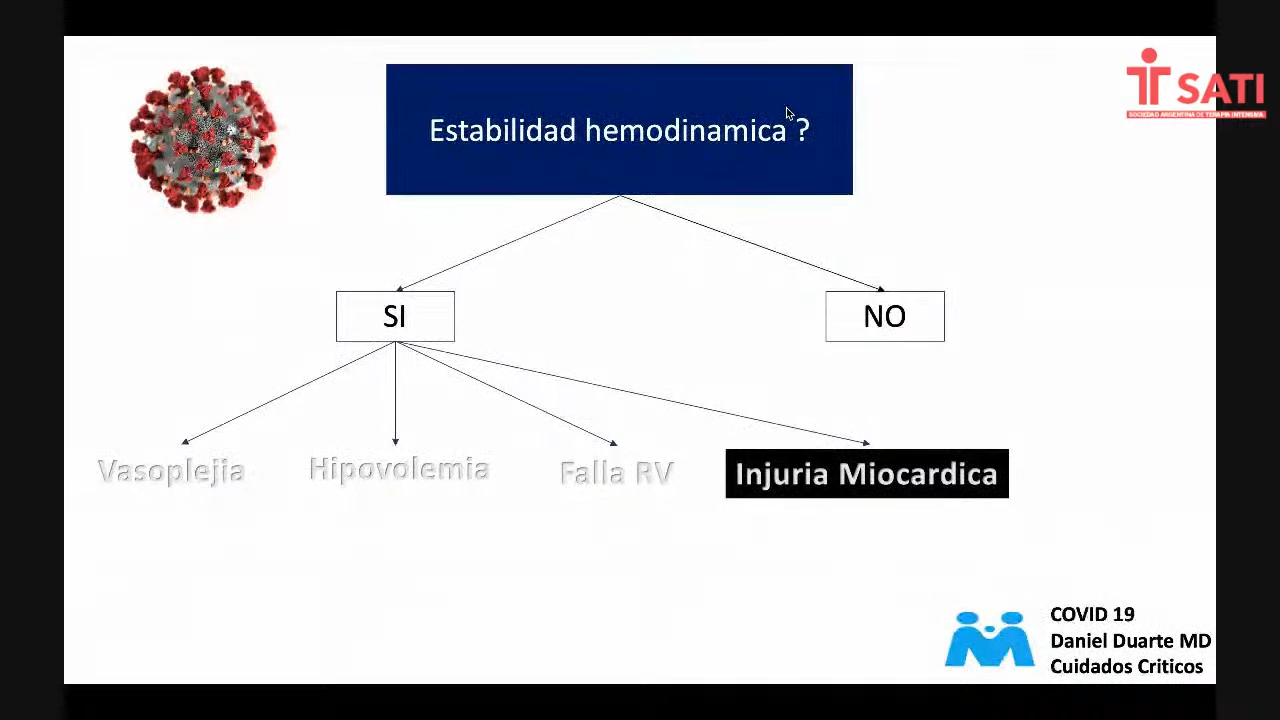 SATI
SOCIEDAD ARGENTINA DE TERAPIA INTENSIVA
Estabilidad hemodinamica ?
SI
NO
Vasoplejia
Hipovolemia
Falla RV
Injuria Miocardica
COVID 19
Daniel Duarte MD
Cuidados Criticos